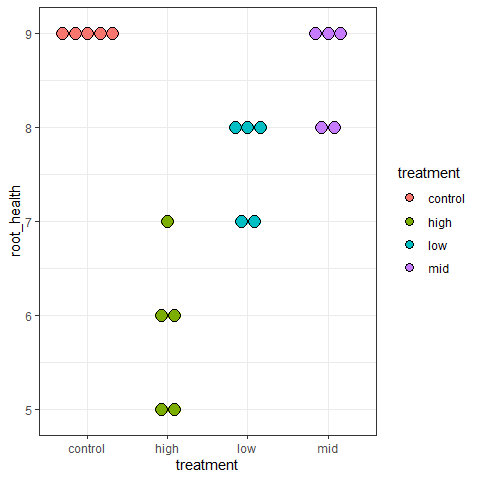 9
8
7
6
5
root_health
control
high
low
mid
treatment
treatment
control
high
low
mid